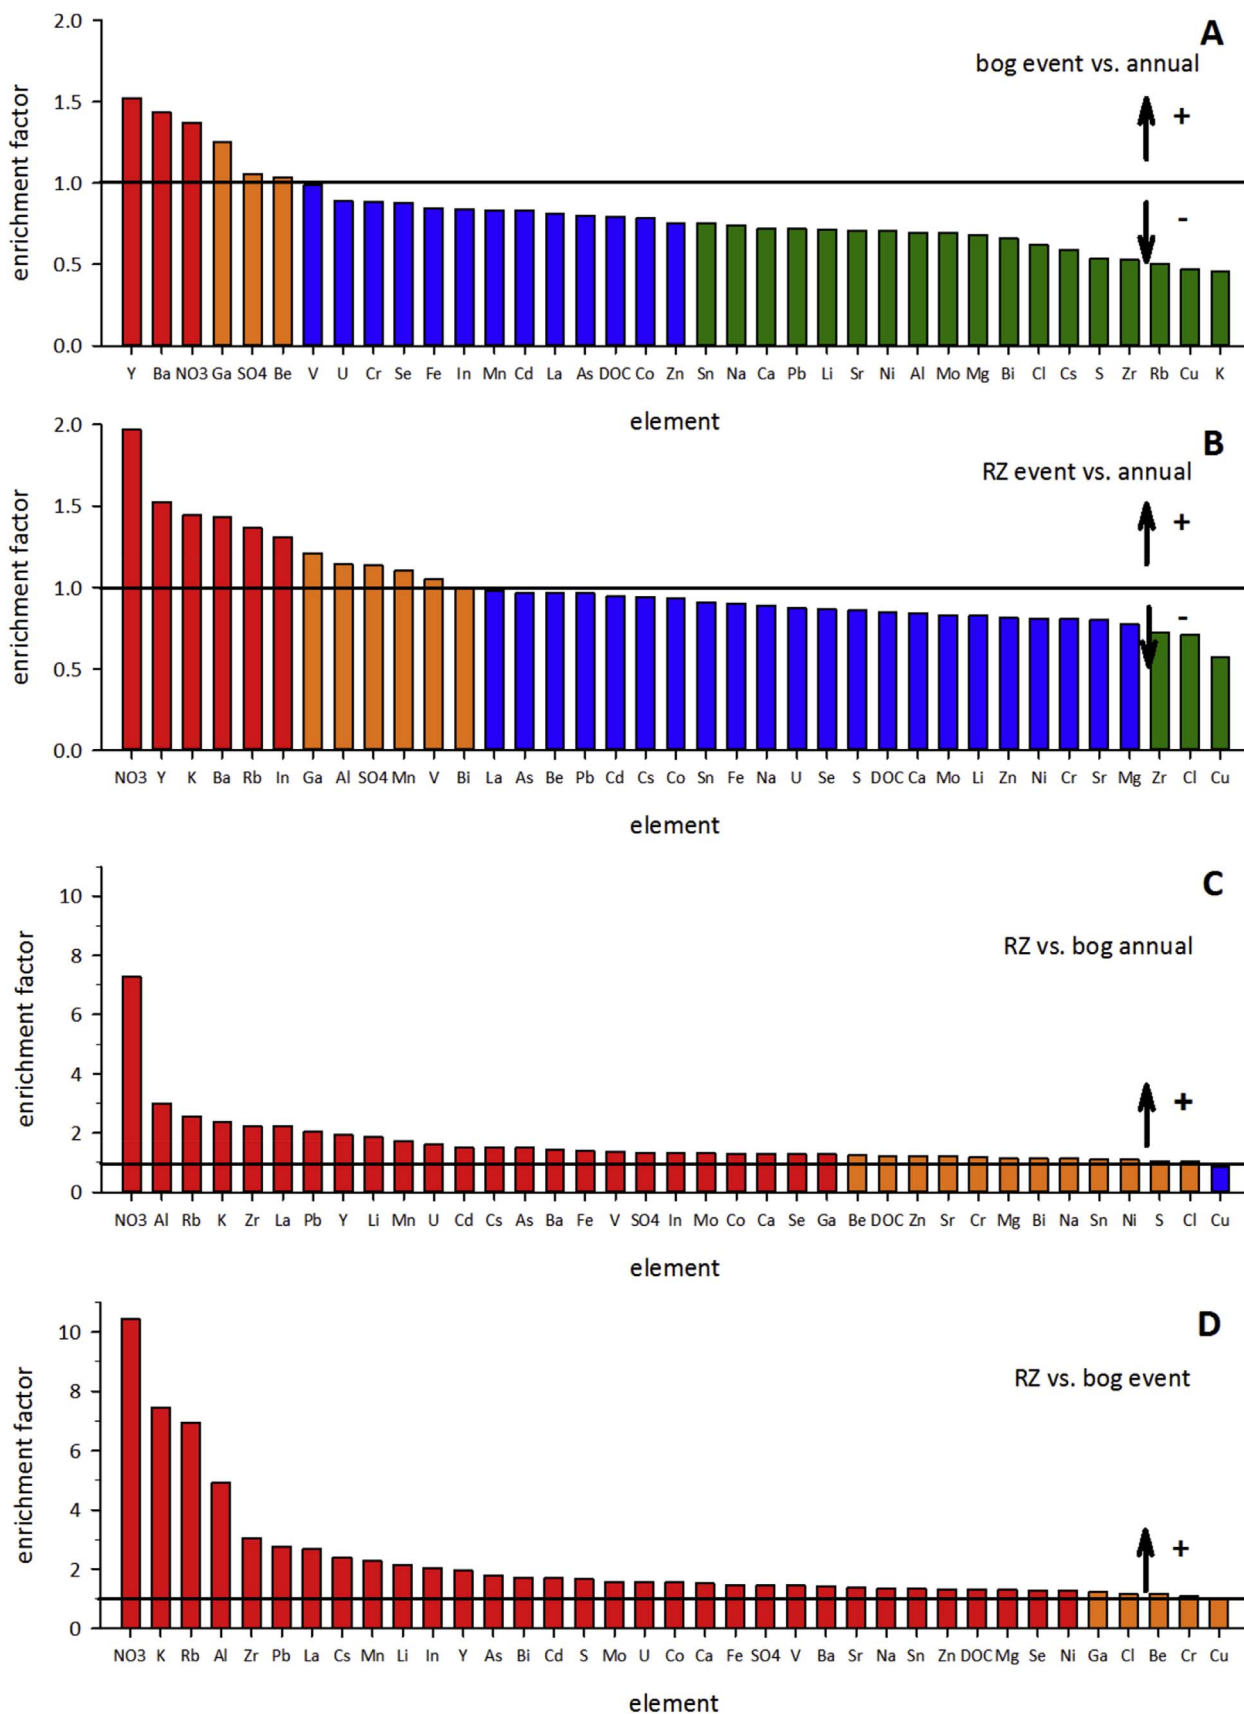 A
bog event vs. annual
+
-
enrichment factor
2.0
1.5
1.0
0.5
0.0
Y Ba NO3 Ga SO4 Be V U Cr Se Fe In Mn Cd La As DOC Co Zn Sn Na Ca Pb Li Sr Ni Al Mo Mg Bi Cl Cs S Zr Rb Cu K
element
B
RZ event vs. annual
+
-
enrichment factor
2.0
1.5
1.0
0.5
0.0
NO3 Y K Ba Rb In Ga Al SO4 Mn V Bi La As Be Pb Cd Cs Co Sn Fe Na U Se S DOC Ca Mo Li Zn Ni Cr Sr Mg Zr Cl Cu
element
C
RZ vs. bog annual
+
enrichment factor
10
8
6
4
2
0
NO3 Al Rb K Zr La Pb Y Li Mn U Cd Cs As Ba Fe V SO4 In Mo Co Ca Se Ga Be DOC Zn Sr Cr Mg Bi Na Sn Ni S Cl Cu
element
D
RZ vs. bog event
+
enrichment factor
10
8
6
4
2
0
NO3 K Rb Al Zr Pb La Cs Mn Li In Y As Bi Cd S Mo U Co Ca Fe SO4 V Ba Sr Na Sn Zn DOC Mg Se Ni Ga Cl Be Cr Cu
element